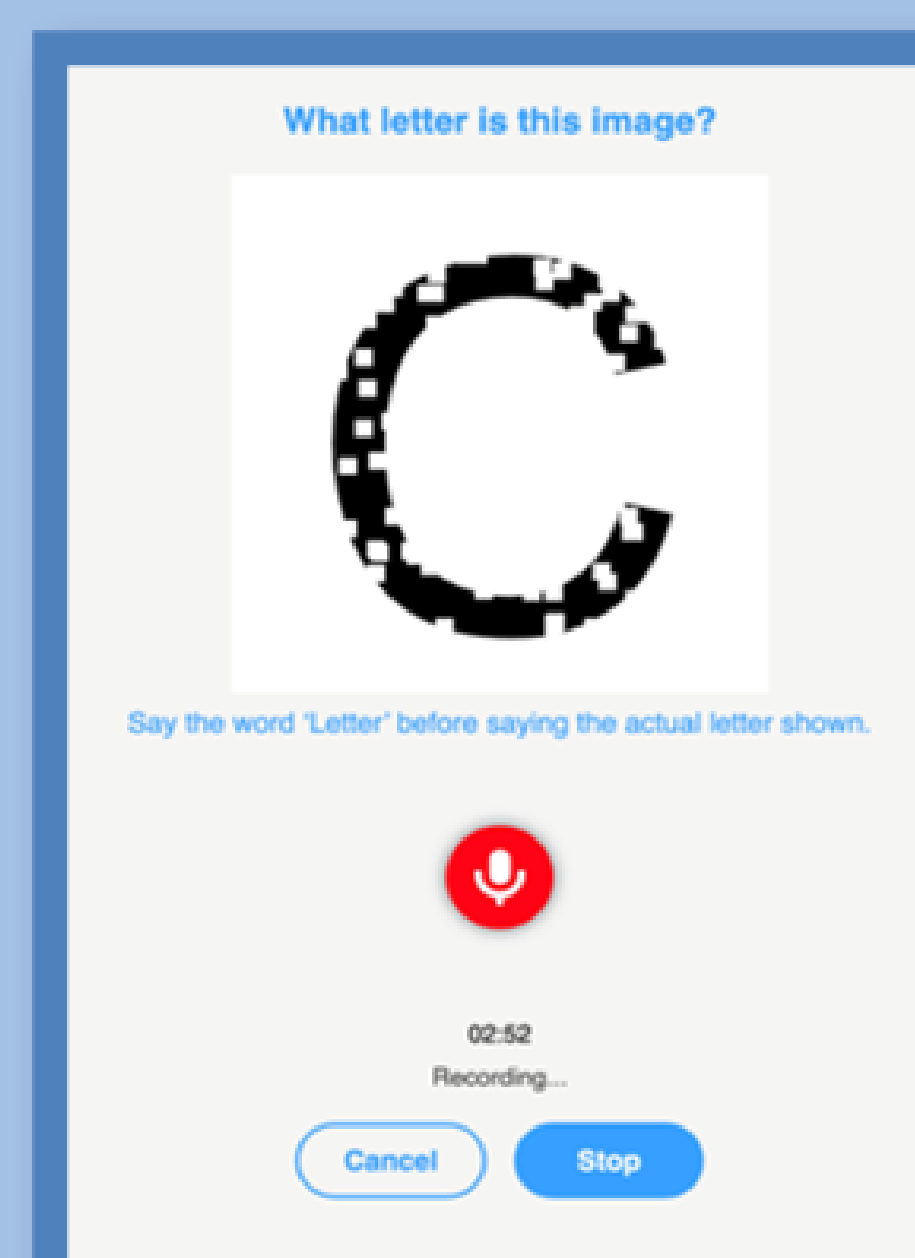 What letter is this image?
C
Say the word 'Letter' before saying the actual letter shown.
02:52
Recording...
Cancel Stop